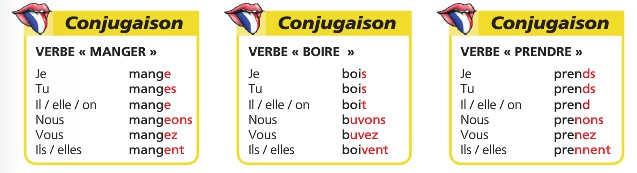 Conjugaison
VERBE « MANGER »
Je mange
Tu manges
Il / elle / on mange
Nous mangeons
Vous mangez
Ils / elles mangent
Conjugaison
VERBE « BOIRE »
Je bois
Tu bois
Il / elle / on boit
Nous buvons
Vous buvez
Ils / elles boivent
Conjugaison
VERBE « PRENDRE »
Je prends
Tu prends
Il / elle / on prend
Nous prenons
Vous prenez
Ils / elles prennent